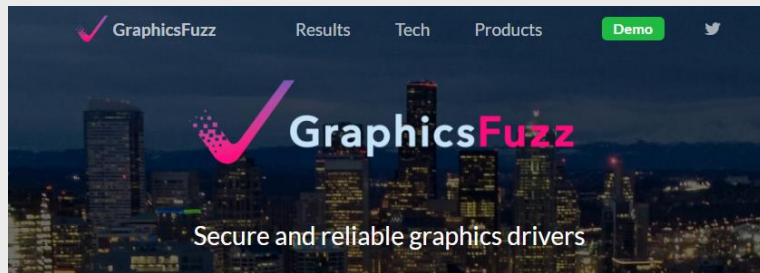 GraphicsFuzz Results Tech Products Demo
GraphicsFuzz
Secure and reliable graphics drivers